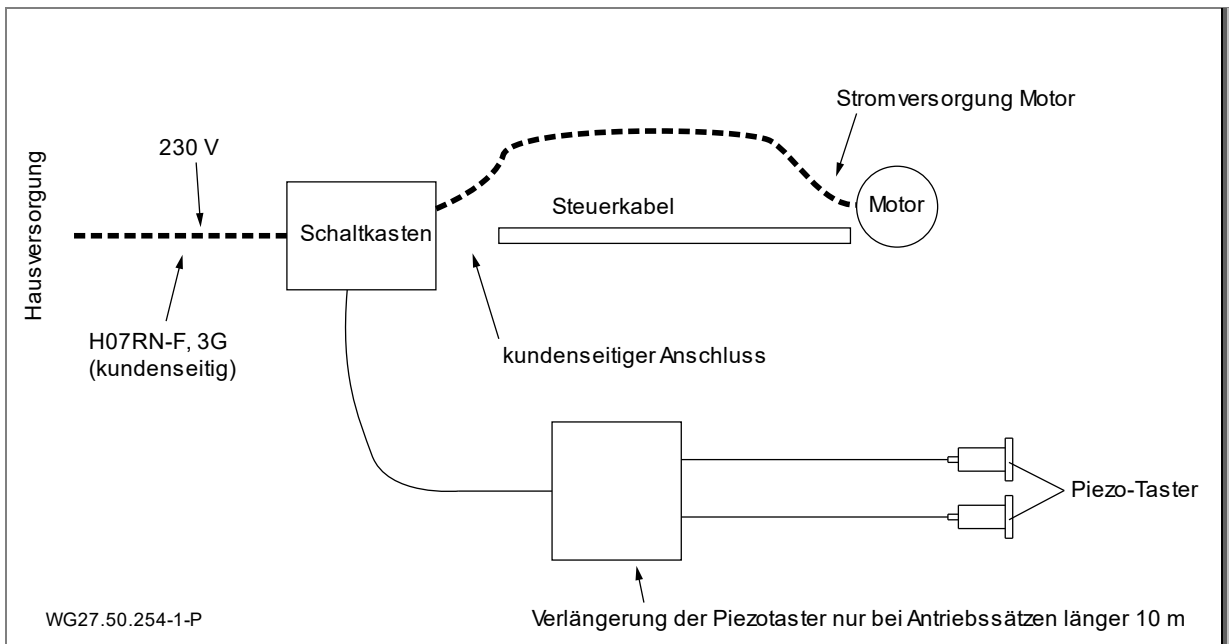 Stromversorgung Motor
230 V
Hausversorgung
Schaltkasten
Steuerkabel
Motor
H07RN-F, 3G
(kundenseitig)
kundenseitiger Anschluss
Piezo-Taster
WG27.50.254-1-P
Verlängerung der Piezotaster nur bei Antriebssätzen länger 10 m